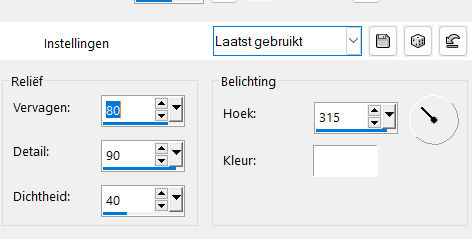 Instellingen Laatst gebruikt
Reliëf
Vervagen: 80
Detail: 90
Dichtheid: 40
Belichting
Hoek: 315
Kleur: